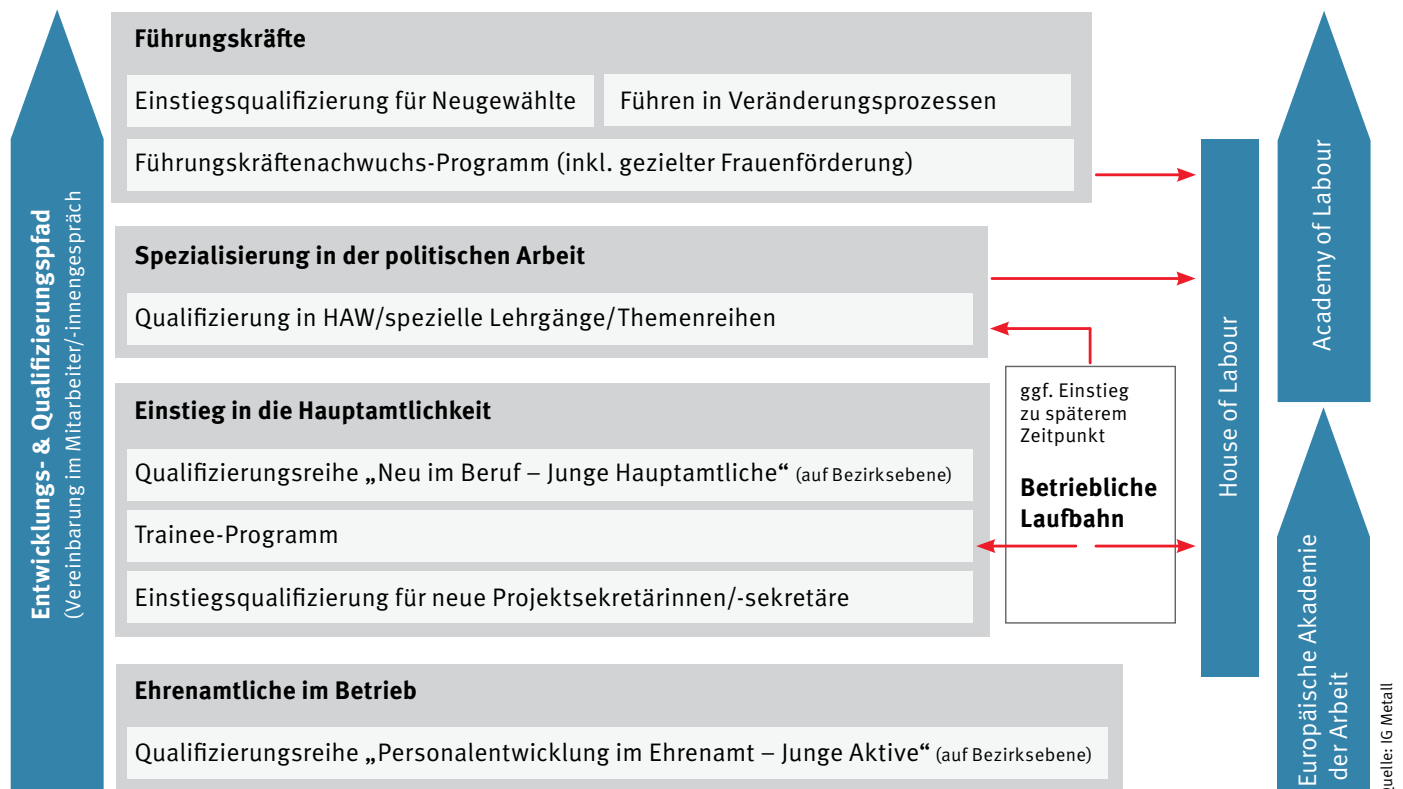 Führungskräfte
Einstiegsqualifizierung für Neugewählte
Führen in Veränderungsprozessen
Führungskräftenachwuchs-Programm (inkl. gezielter Frauenförderung)
Spezialisierung in der politischen Arbeit
Qualifizierung in HAW/spezielle Lehrgänge/Themenreihen
Einstieg in die Hauptamtlichkeit
Qualifizierungsreihe „Neu im Beruf – Junge Hauptamtliche“ (auf Bezirksebene)
Trainee-Programm
Einstiegsqualifizierung für neue Projektsekretärinnen/-sekretäre
Ehrenamtliche im Betrieb
Qualifizierungsreihe „Personalentwicklung im Ehrenamt – Junge Aktive“ (auf Bezirksebene)
Entwicklungs- & Qualifizierungspfad
(Vereinbarung im Mitarbeiter/-innengespräch
ggf. Einstieg
zu späterem
Zeitpunkt
Betriebliche
Laufbahn
House of Labour
Academy of Labour
Europäische Akademie
der Arbeit
Quelle: IG Metall